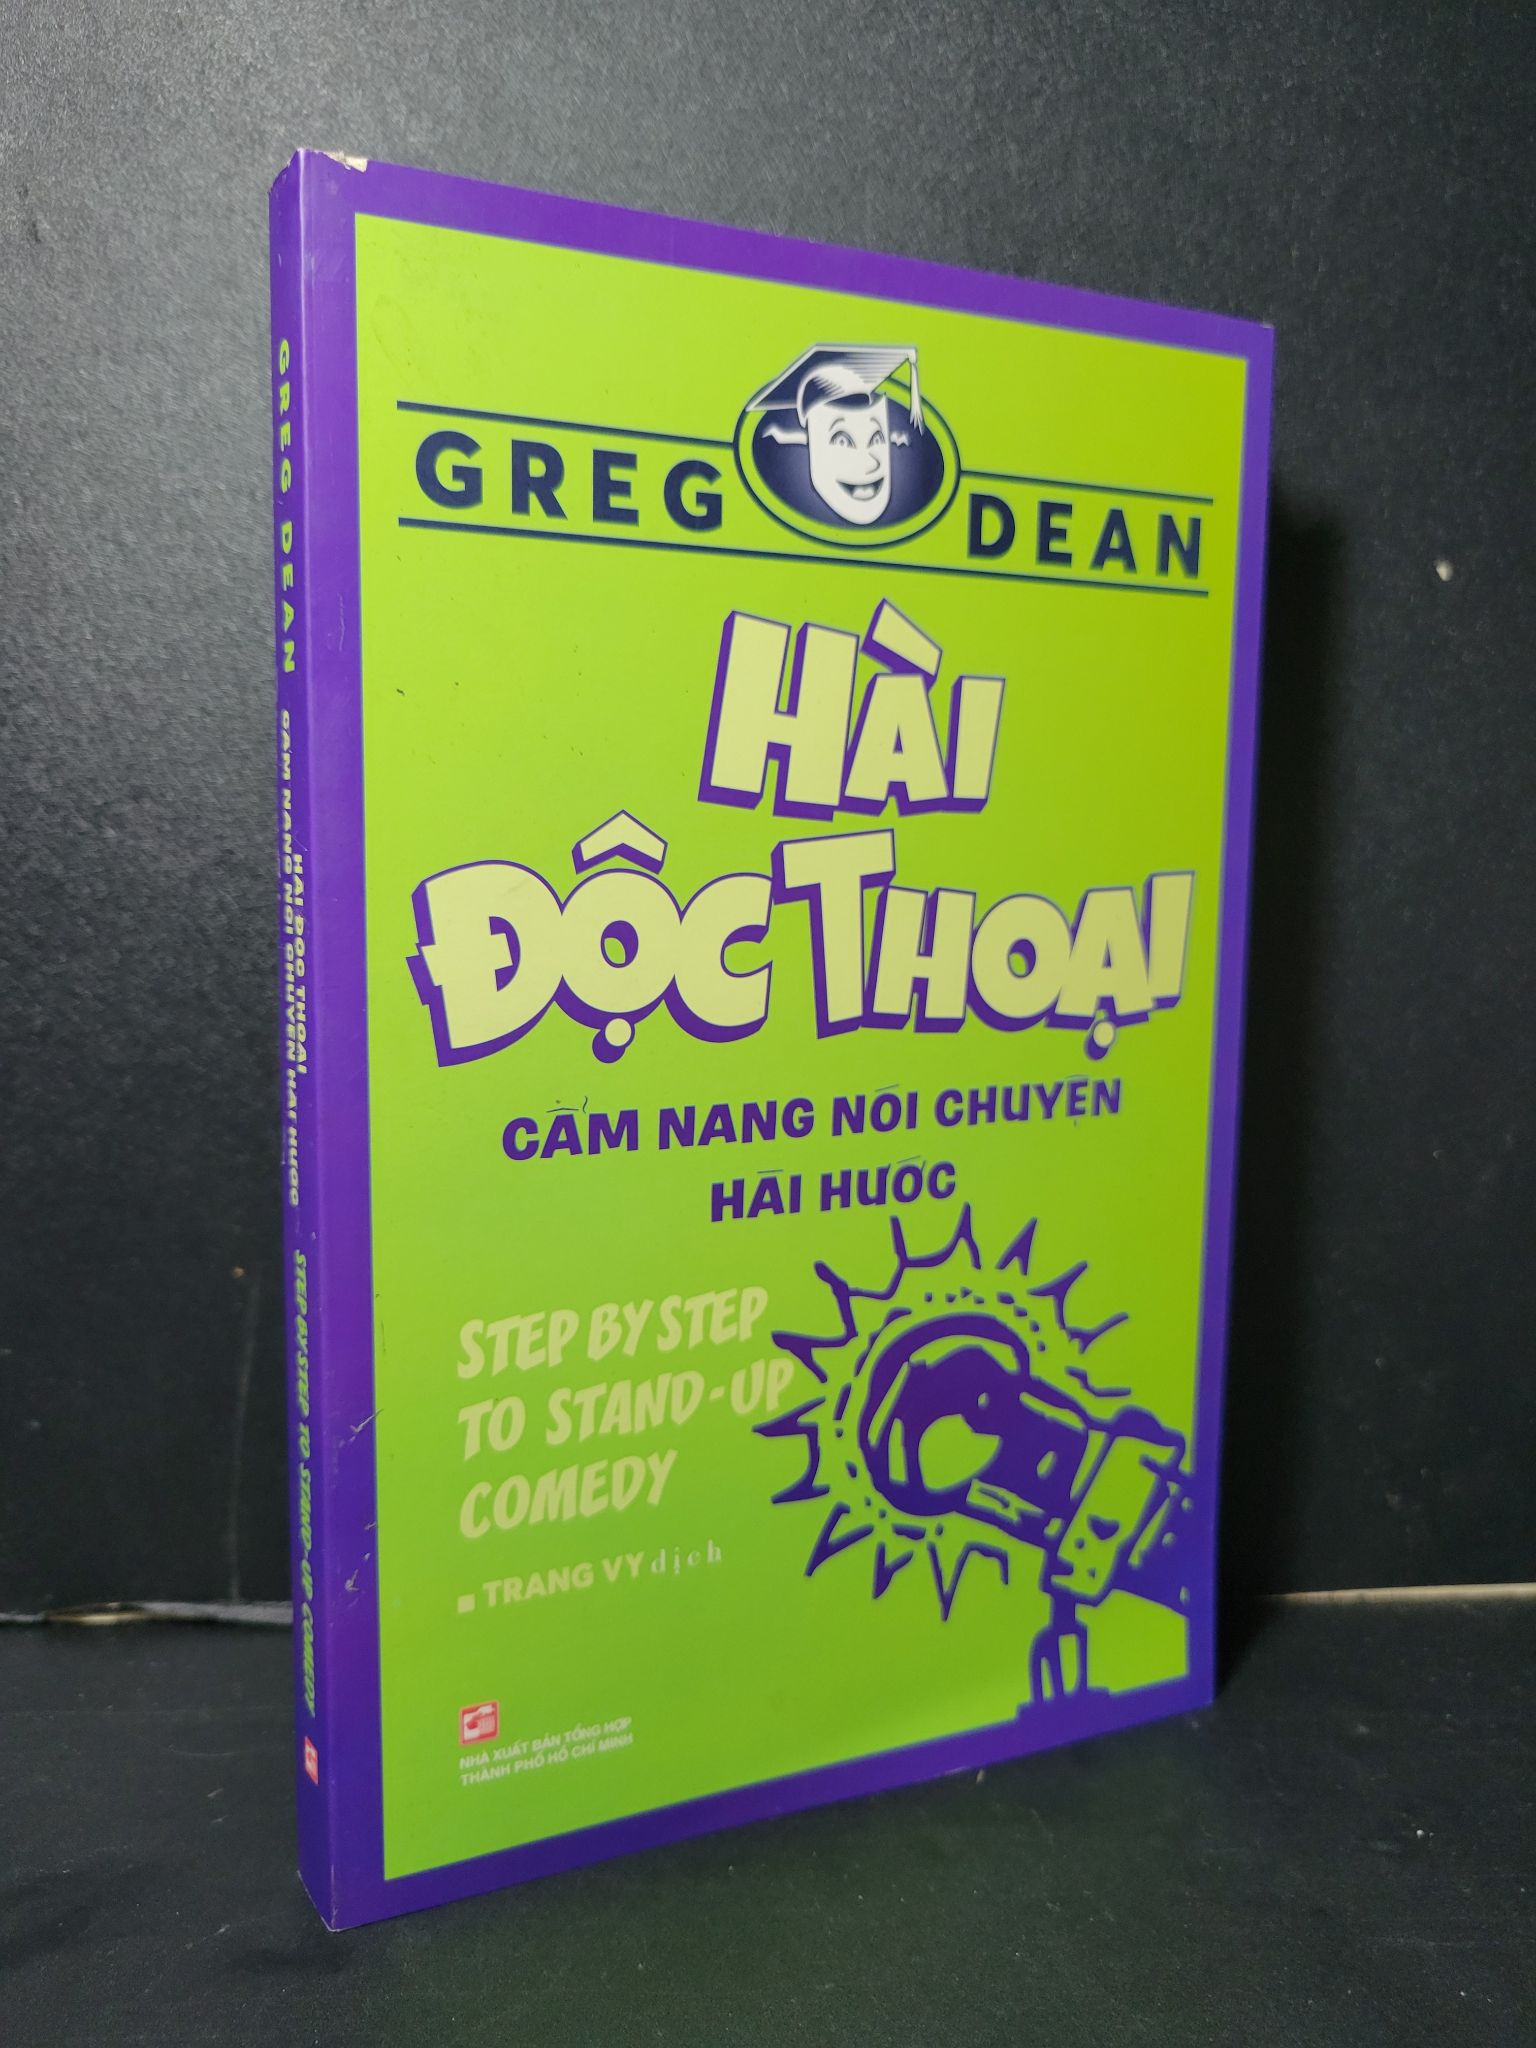 GREG DEAN
HÀI
ĐỘC THOẠI
CẨM NANG NÓI CHUYỆN
HÀI HƯỚC
STEP BY STEP
TO STAND-UP
COMEDY
TRANG VY dịch
NHÀ XUẤT BẢN TỔNG HỢP
THÀNH PHỐ HỒ CHÍ MINH
GREG DEAN
HÀI ĐỘC THOẠI
CẨM NANG NÓI CHUYỆN HÀI HƯỚC
STEP BY STEP TO STAND-UP COMEDY